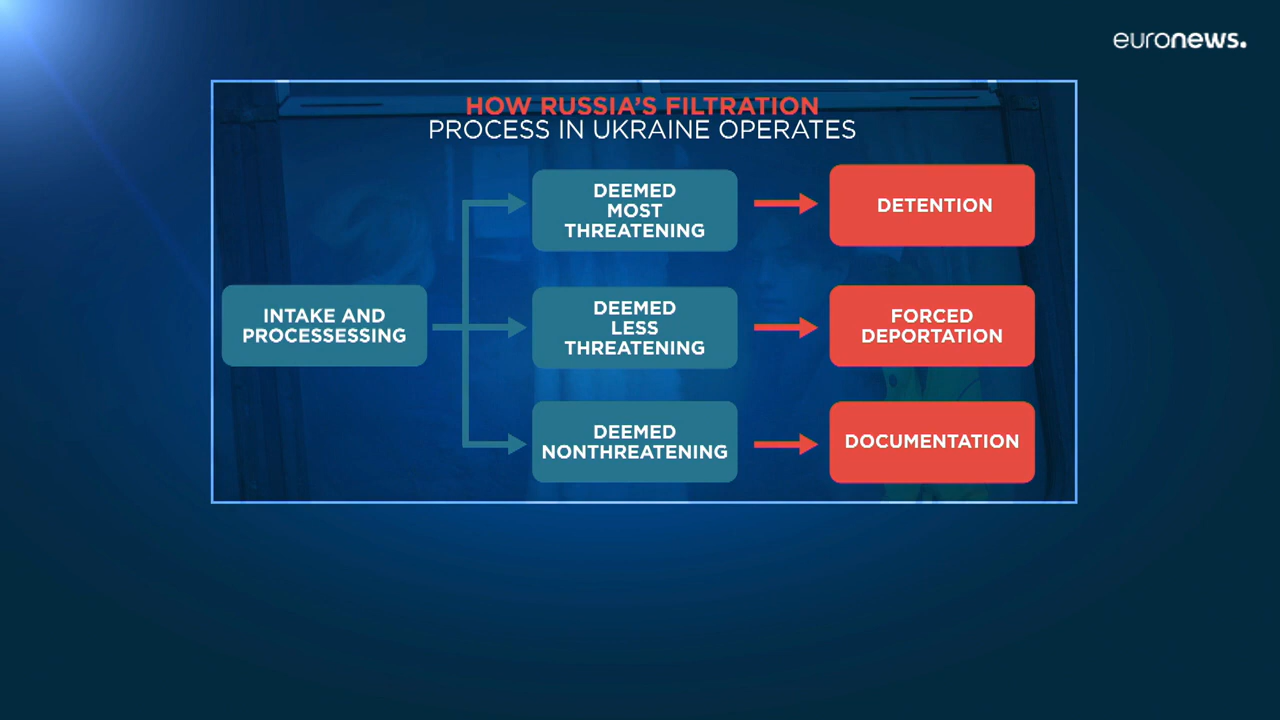 euronews.
HOW RUSSIA'S FILTRATION
PROCESS IN UKRAINE OPERATES
INTAKE AND
PROCESSESSING
DEEMED
MOST
THREATENING
DETENTION
DEEMED
LESS
THREATENING
FORCED
DEPORTATION
DEEMED
NONTHREATENING
DOCUMENTATION